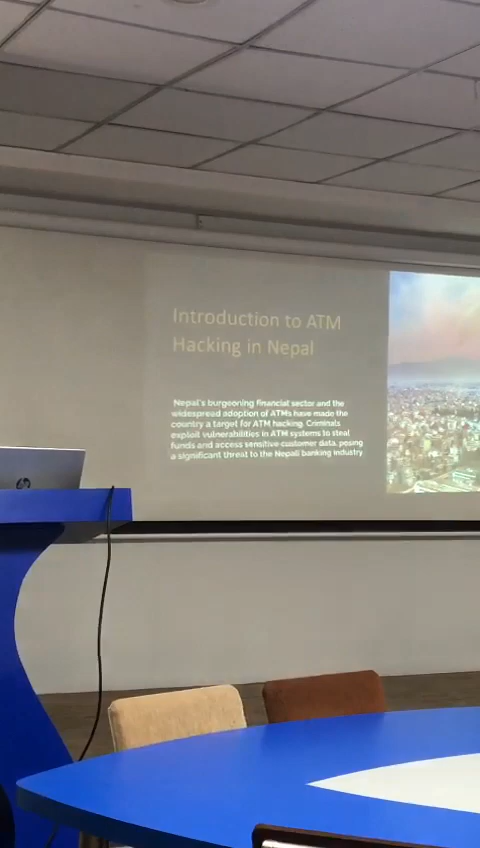 Introduction to ATM
Hacking in Nepal
Nepal's burgeoning financial sector and the
widespread adoption of ATMs have made the
country a target for ATM hacking. Criminals
exploit vulnerabilities in ATM systems to steal
funds and access sensitive customer data, posing
a significant threat to the Nepali banking industry
hp